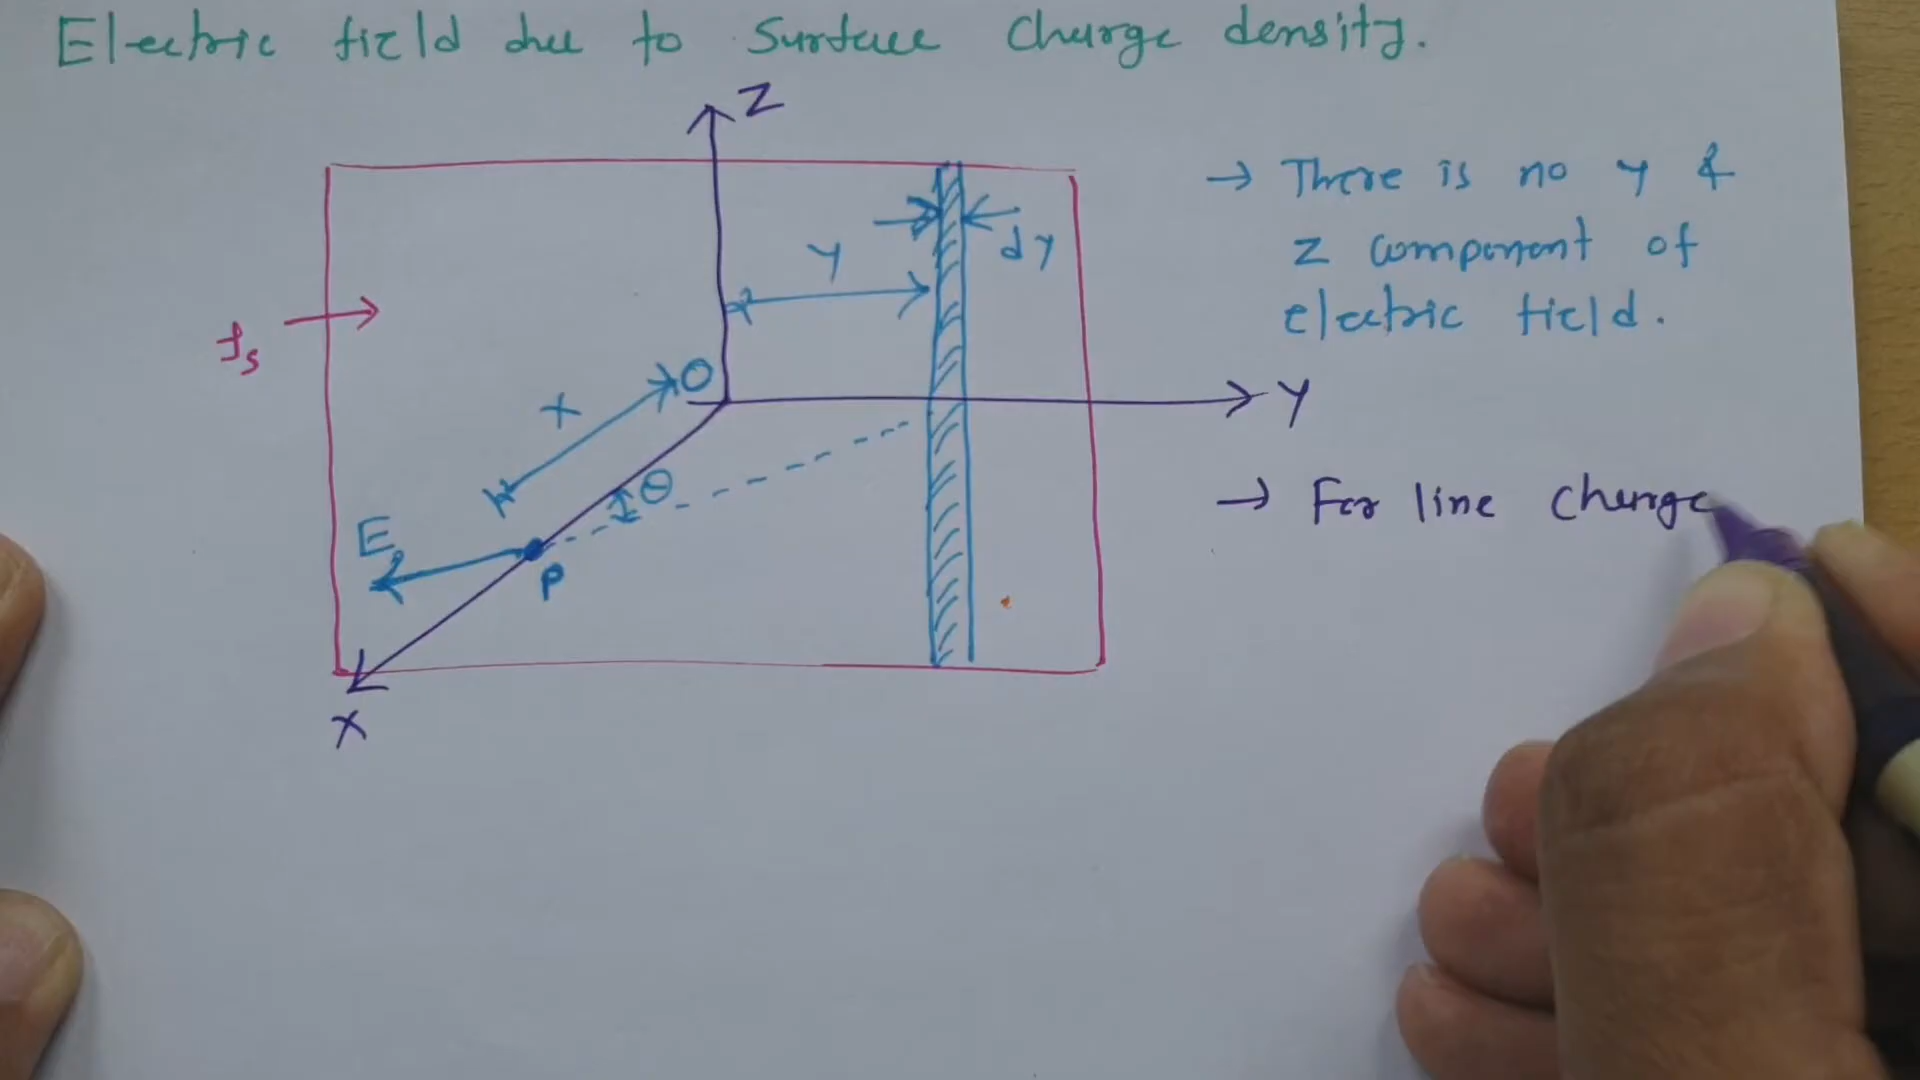 Electric field due to Surface Charge density.
Z
→ There is no y &
z component of
electric field.
y
dy
ρs
O
x
Y
θ
→ For line Charge
E
P
X